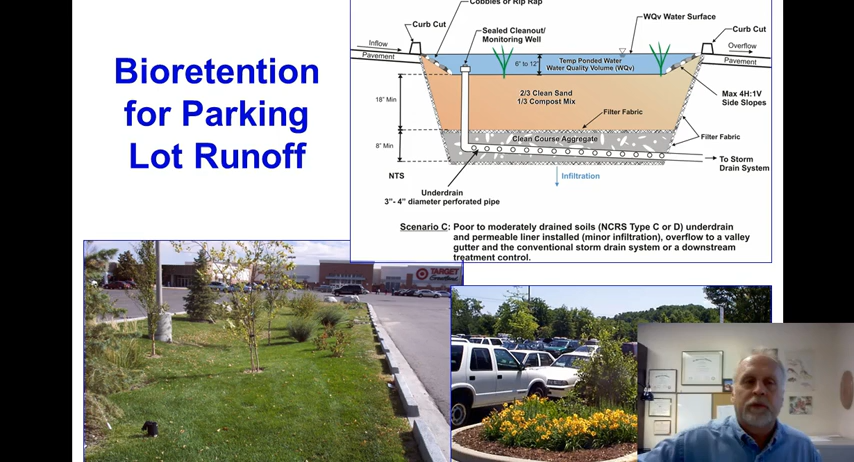 Bioretention
for Parking
Lot Runoff
Cobbles or Rip Rap
Curb Cut
Sealed Cleanout/
Monitoring Well
WQv Water Surface
Curb Cut
Inflow
Pavement
Overflow
Pavement
6" to 12"
Temp Ponded Water
Water Quality Volume (WQv)
18" Min
2/3 Clean Sand
1/3 Compost Mix
Max 4H:1V
Side Slopes
Filter Fabric
Clean Course Aggregate
Filter Fabric
8" Min
To Storm
Drain System
NTS
Infiltration
Underdrain
3"- 4" diameter perforated pipe
Scenario C: Poor to moderately drained soils (NCRS Type C or D) underdrain
and permeable liner installed (minor infiltration), overflow to a valley
gutter and the conventional storm drain system or a downstream
treatment control.
TARGET